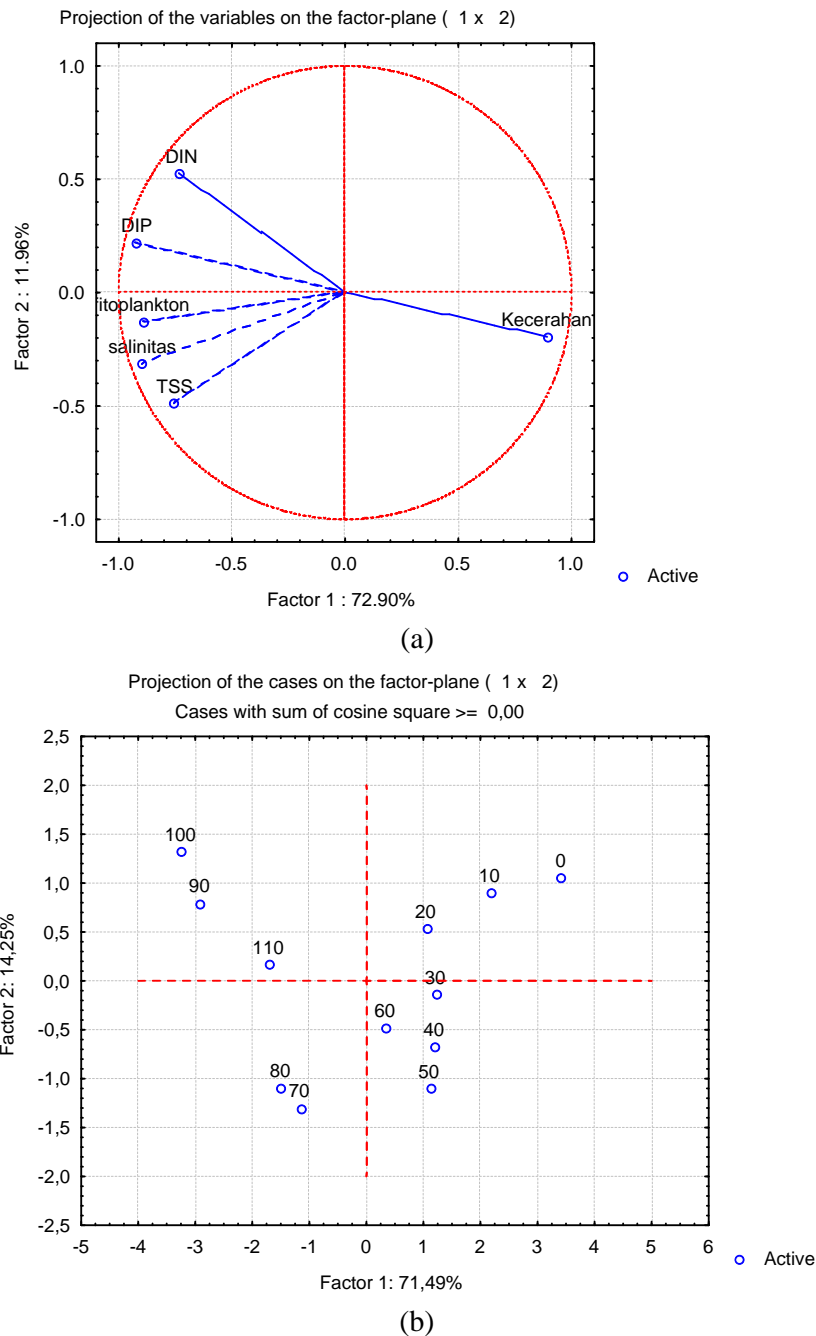 Projection of the variables on the factor-plane ( 1 x 2)
1.0
DIN
0.5
DIP
0.0
itoplankton
Kecerahan
salinitas
TSS
-0.5
-1.0
Factor 2 : 11.96%
-1.0 -0.5 0.0 0.5 1.0
Active
Factor 1 : 72.90%
(a)
Projection of the cases on the factor-plane ( 1 x 2)
Cases with sum of cosine square >= 0,00
2,5
2,0
1,5
1,0
0,5
0,0
-0,5
-1,0
-1,5
-2,0
-2,5
Factor 2: 14,25%
100
90
110
0
10
20
30
60
40
80
70
50
-5 -4 -3 -2 -1 0 1 2 3 4 5 6
Active
Factor 1: 71,49%
(b)